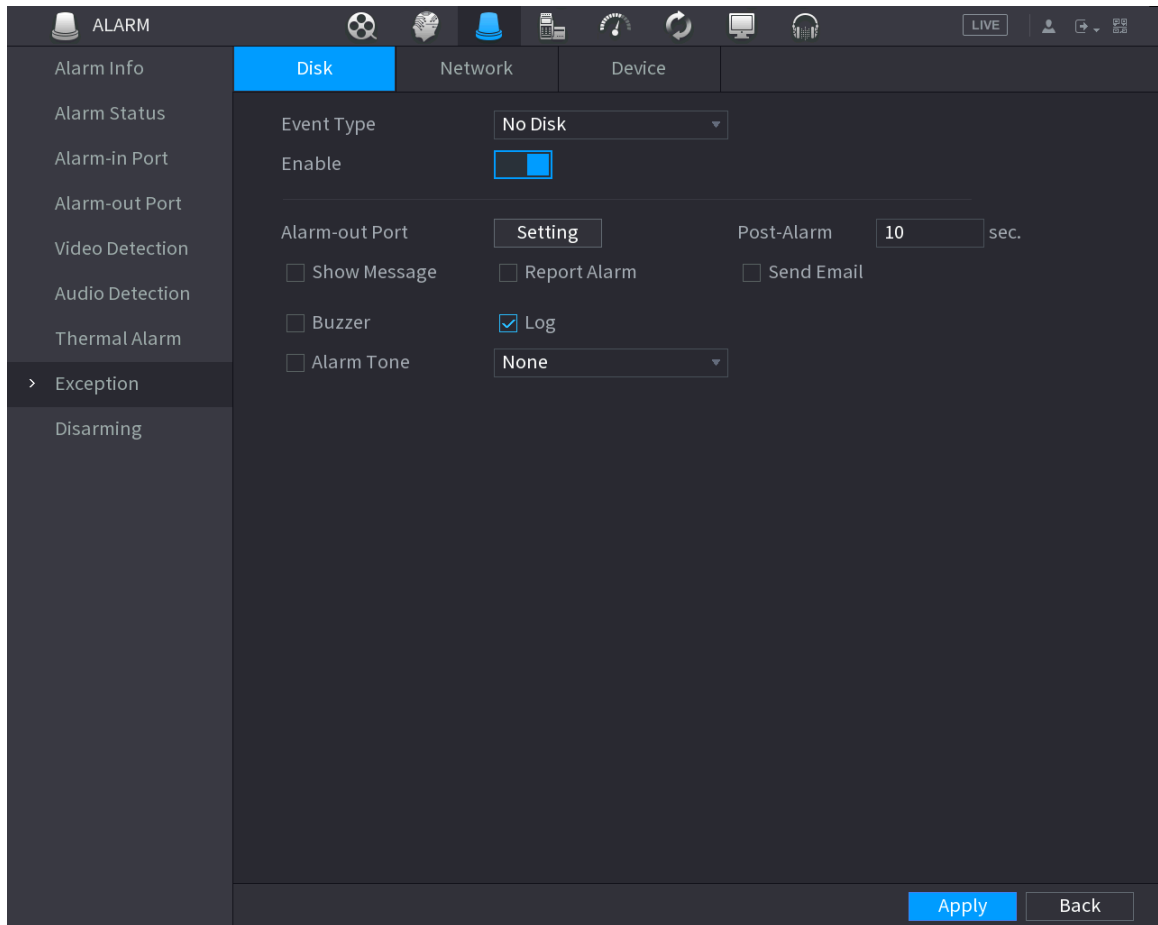 ALARM
LIVE
Alarm Info
Alarm Status
Alarm-in Port
Alarm-out Port
Video Detection
Audio Detection
Thermal Alarm
Exception
Disarming
Disk Network Device
Event Type No Disk
Enable
Alarm-out Port Setting Post-Alarm 10 sec.
Show Message Report Alarm Send Email
Buzzer Log
Alarm Tone None
Apply Back